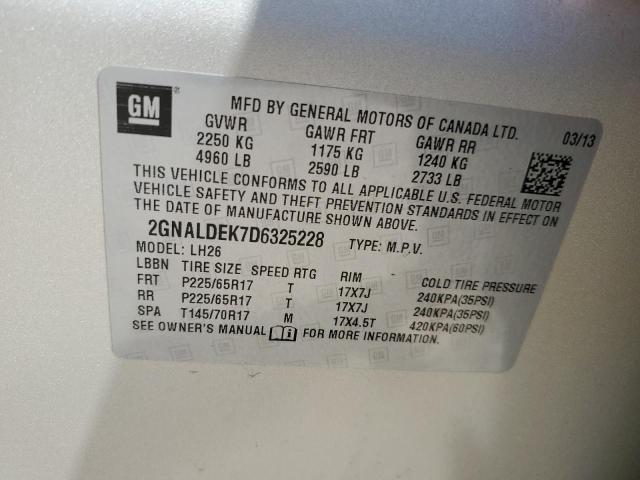 GM
MFD BY GENERAL MOTORS OF CANADA LTD.
03/13
GVWR GAWR FRT GAWR RR
2250 KG 1175 KG 1240 KG
4960 LB 2590 LB 2733 LB
THIS VEHICLE CONFORMS TO ALL APPLICABLE U.S. FEDERAL MOTOR
VEHICLE SAFETY AND THEFT PREVENTION STANDARDS IN EFFECT ON
THE DATE OF MANUFACTURE SHOWN ABOVE.
2GNALDEK7D6325228 TYPE: M.P.V.
MODEL: LH26
LBBN TIRE SIZE SPEED RTG RIM COLD TIRE PRESSURE
FRT P225/65R17 T 17X7J 240KPA(35PSI)
RR P225/65R17 T 17X7J 240KPA(35PSI)
SPA T145/70R17 M 17X4.5T 420KPA(60PSI)
SEE OWNER'S MANUAL FOR MORE INFORMATION.